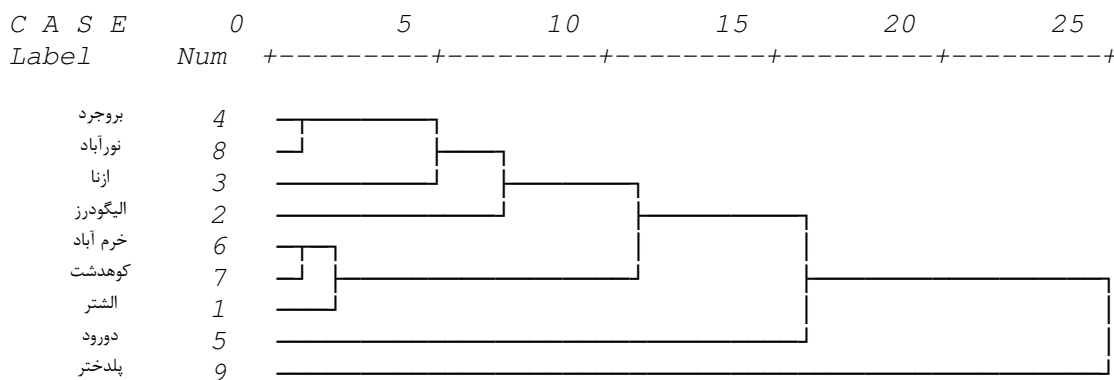 C A S E 0 5 10 15 20 25
Label Num +---------+---------+---------+---------+---------+
بروجرد 4
نورآباد 8
ازنا 3
الیگودرز 2
خرم آباد 6
کوهدشت 7
الشتر 1
دورود 5
پلدختر 9